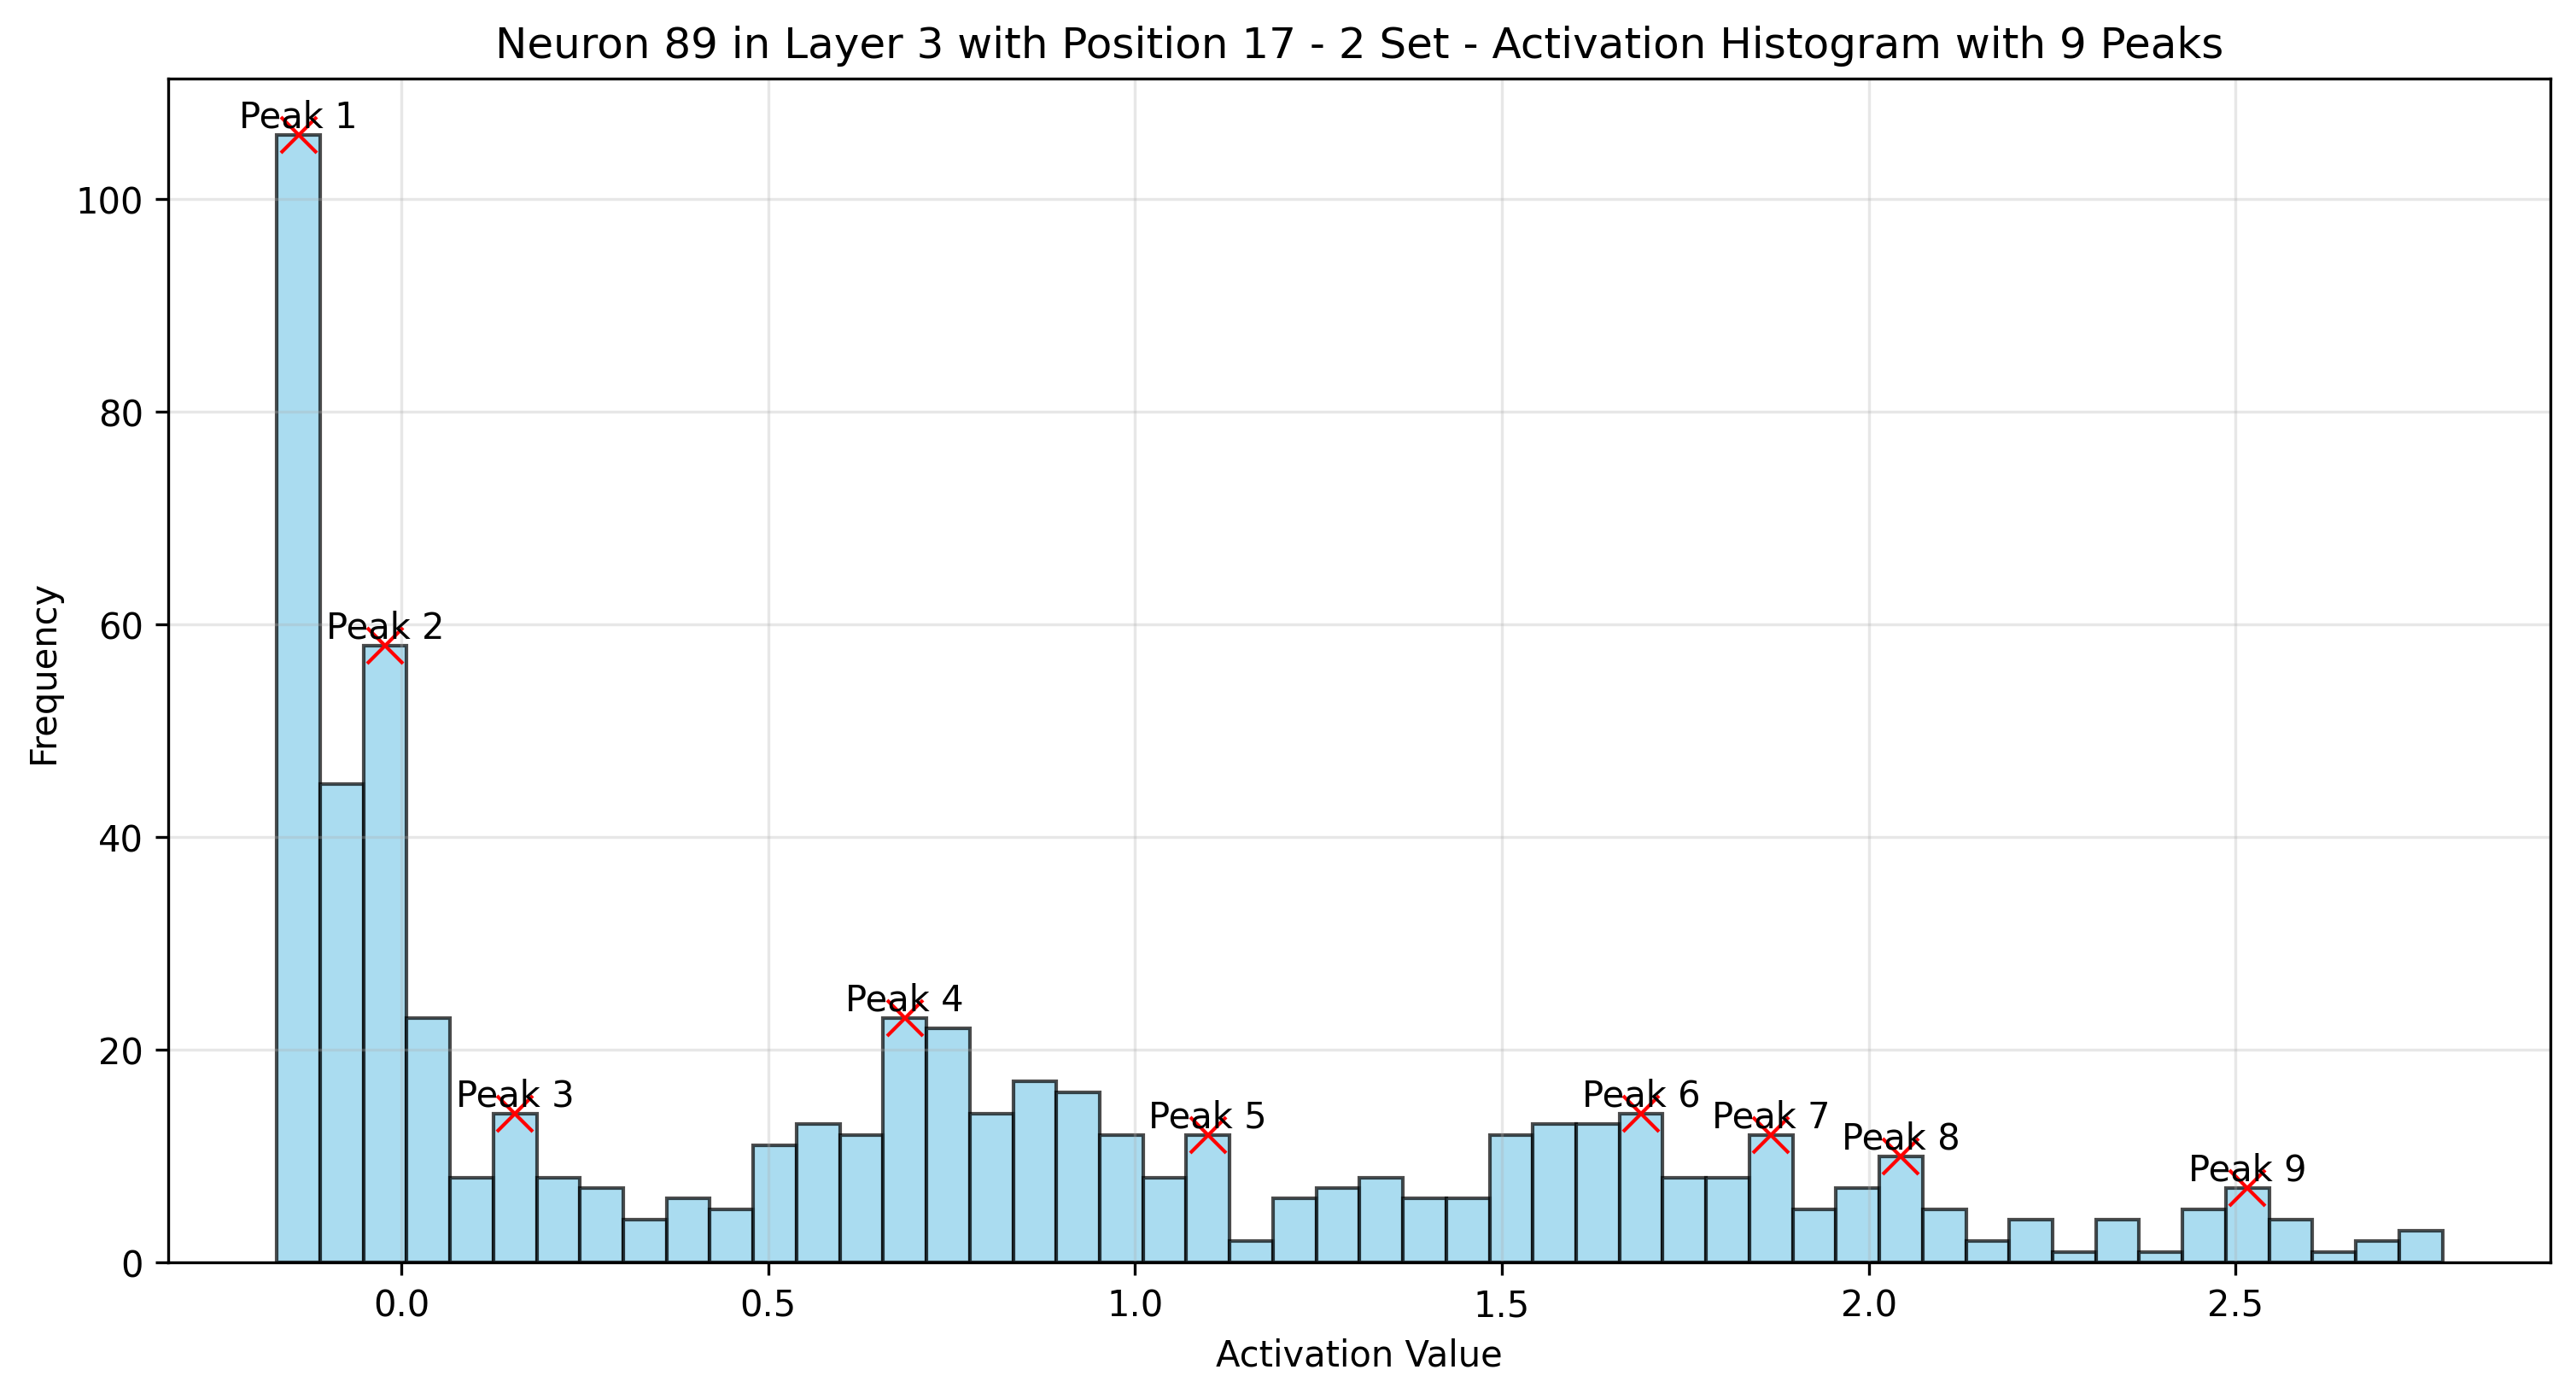 Neuron 89 in Layer 3 with Position 17 - 2 Set - Activation Histogram with 9 Peaks
Peak 1
100
80
Frequency
60
Peak 2
40
20
Peak 3
Peak 4
Peak 5
Peak 6
Peak 7
Peak 8
Peak 9
0
0.0
0.5
1.0
1.5
2.0
2.5
Activation Value